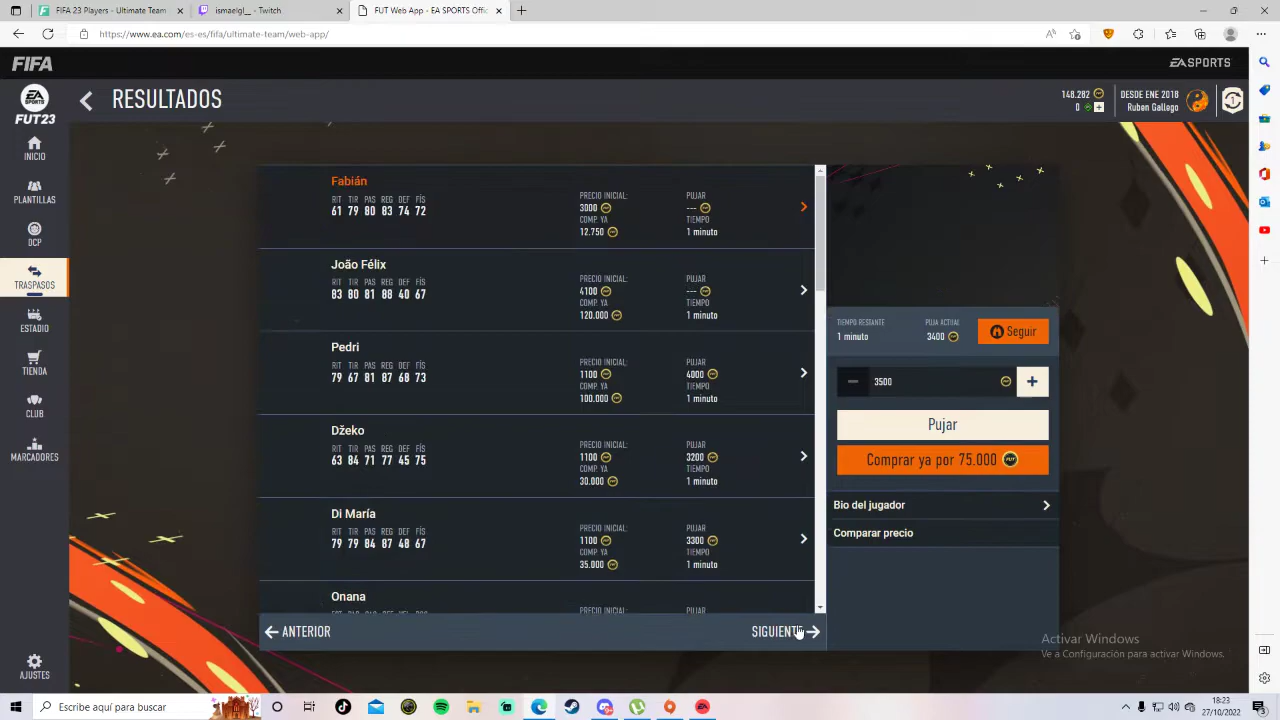 FIFA 23 Players - Ultimate Team
ismaelgl_ - Twitch
FUT Web App - EA SPORTS Offic
https://www.ea.com/es-es/fifa/ultimate-team/web-app/
FIFA
EA SPORTS
EA SPORTS
FUT23
RESULTADOS
148.282
0
DESDE ENE 2018
Ruben Gallego
1
INICIO
PLANTILLAS
DCP
TRASPASOS
ESTADIO
TIENDA
CLUB
MARCADORES
AJUSTES
Fabián
RIT TIR PAS REG DEF FÍS
61 79 80 83 74 72
PRECIO INICIAL:
3000
COMP. YA
12.750
PUJAR
---
TIEMPO
1 minuto
João Félix
RIT TIR PAS REG DEF FÍS
83 80 81 88 40 67
PRECIO INICIAL:
4100
COMP. YA
120.000
PUJAR
---
TIEMPO
1 minuto
Pedri
RIT TIR PAS REG DEF FÍS
79 67 81 87 68 73
PRECIO INICIAL:
1100
COMP. YA
100.000
PUJAR
4000
TIEMPO
1 minuto
Džeko
RIT TIR PAS REG DEF FÍS
63 84 71 77 45 75
PRECIO INICIAL:
1100
COMP. YA
30.000
PUJAR
3200
TIEMPO
1 minuto
Di María
RIT TIR PAS REG DEF FÍS
79 79 84 87 48 67
PRECIO INICIAL:
1100
COMP. YA
35.000
PUJAR
3300
TIEMPO
1 minuto
Onana
PRECIO INICIAL:
PUJAR
ANTERIOR
SIGUIENTE
TIEMPO RESTANTE
1 minuto
PUJA ACTUAL
3400
Seguir
3500
Pujar
Comprar ya por 75.000
Bio del jugador
Comparar precio
Activar Windows
Ve a Configuración para activar Windows.
Escribe aquí para buscar
18:23
27/10/2022